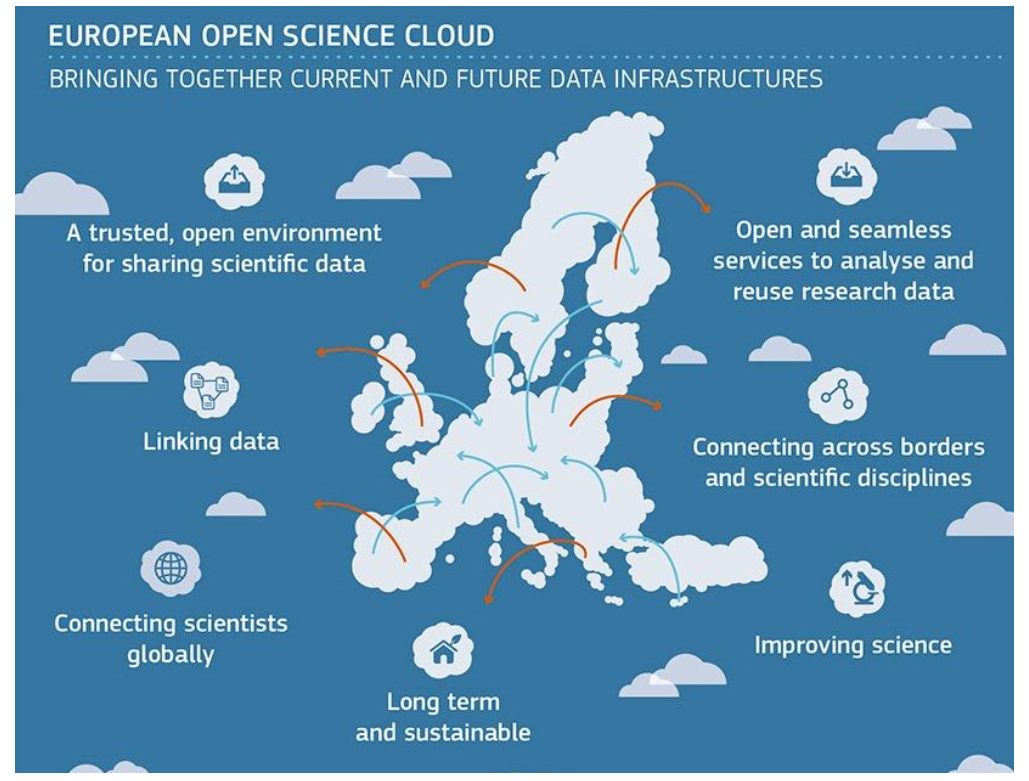 EUROPEAN OPEN SCIENCE CLOUD
BRINGING TOGETHER CURRENT AND FUTURE DATA INFRASTRUCTURES
A trusted, open environment
for sharing scientific data
Open and seamless
services to analyse and
reuse research data
Linking data
Connecting across borders
and scientific disciplines
Connecting scientists
globally
Improving science
Long term
and sustainable